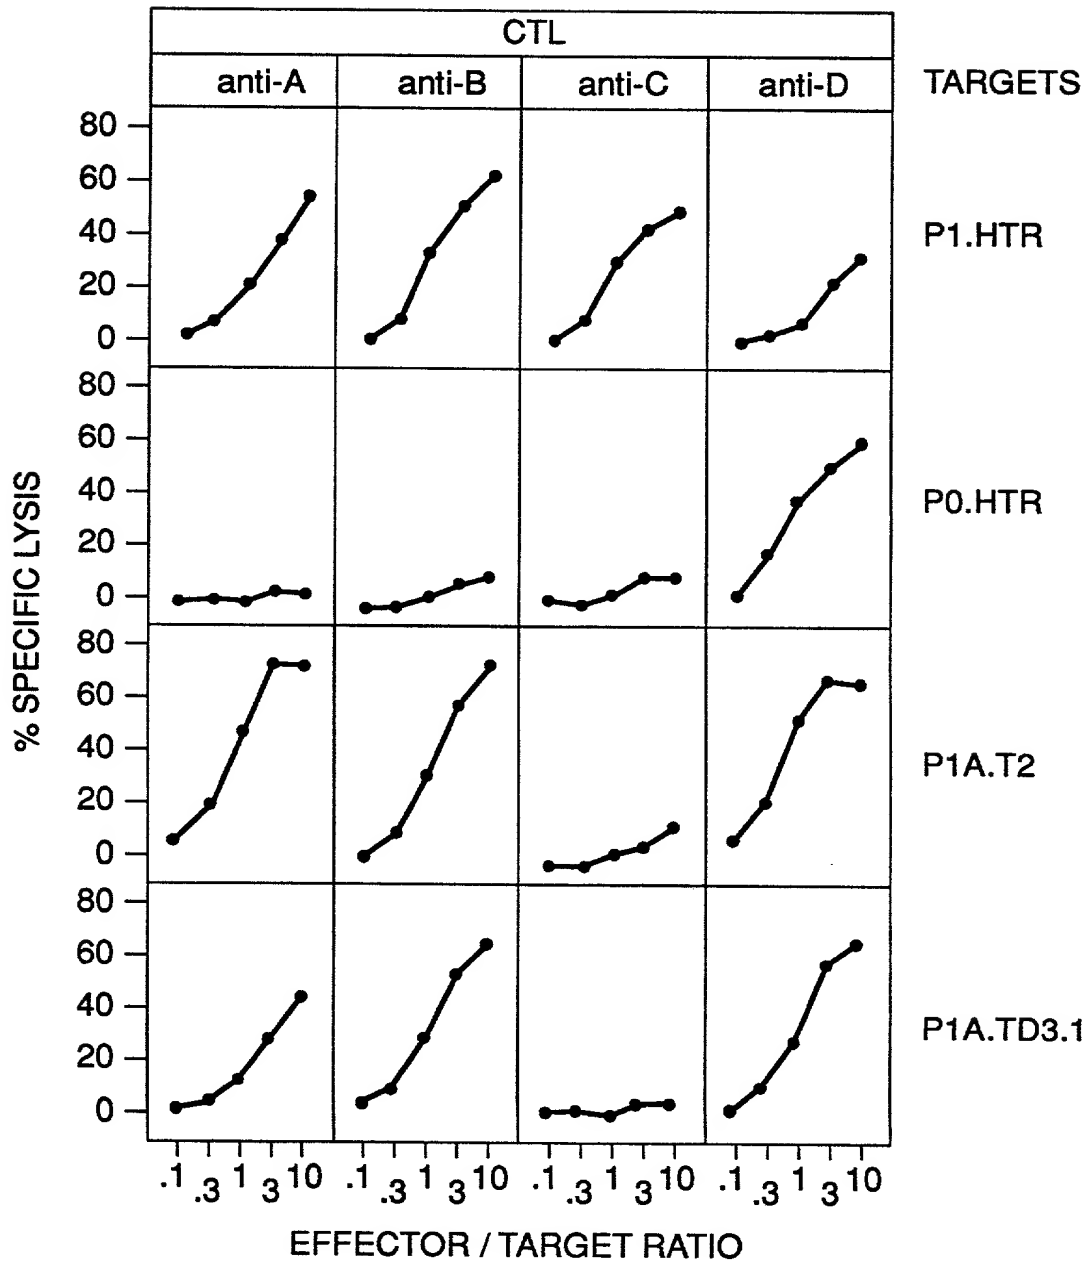 CTL
anti-A anti-B anti-C anti-D TARGETS
80
60
40
20
0
P1.HTR
80
60
40
20
0
P0.HTR
80
60
40
20
0
P1A.T2
80
60
40
20
0
P1A.TD3.1
% SPECIFIC LYSIS
.1 .3 1 3 10 .1 .3 1 3 10 .1 .3 1 3 10 .1 .3 1 3 10
EFFECTOR / TARGET RATIO